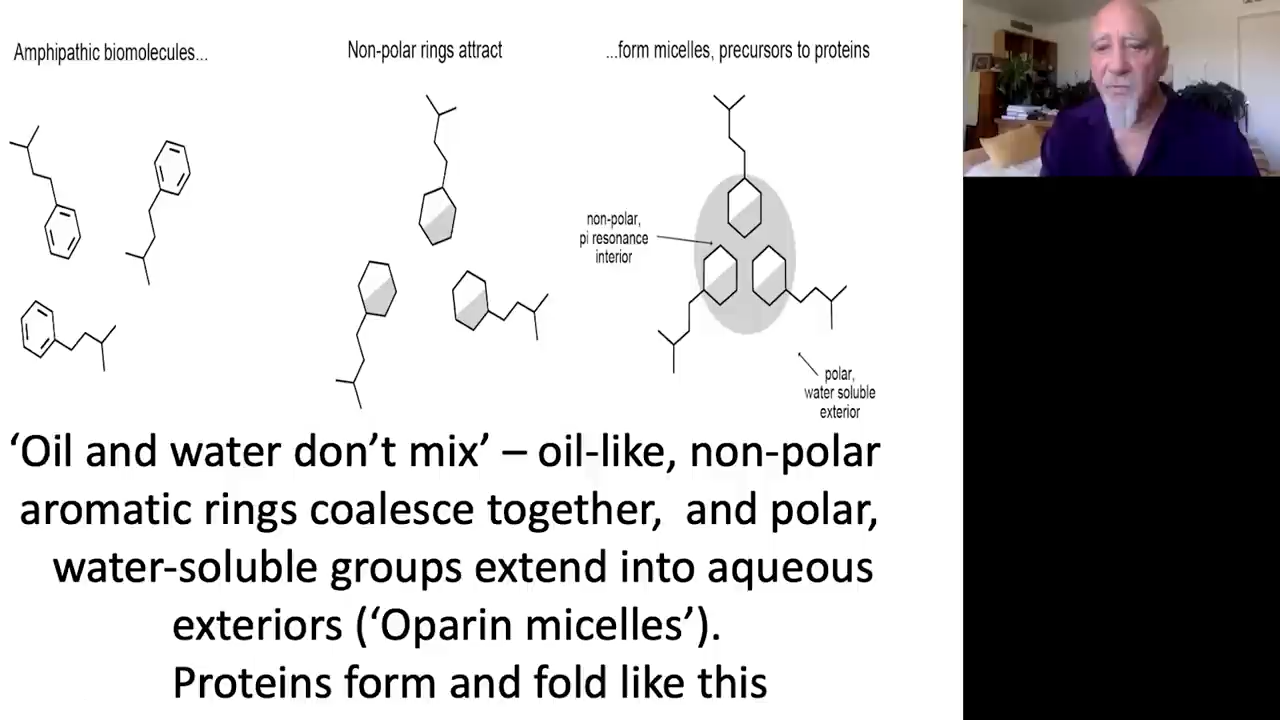 Amphipathic biomolecules...
Non-polar rings attract
...form micelles, precursors to proteins
non-polar,
pi resonance
interior
polar,
water soluble
exterior
‘Oil and water don’t mix’ – oil-like, non-polar
aromatic rings coalesce together,  and polar,
water-soluble groups extend into aqueous
exteriors (‘Oparin micelles’).
Proteins form and fold like this